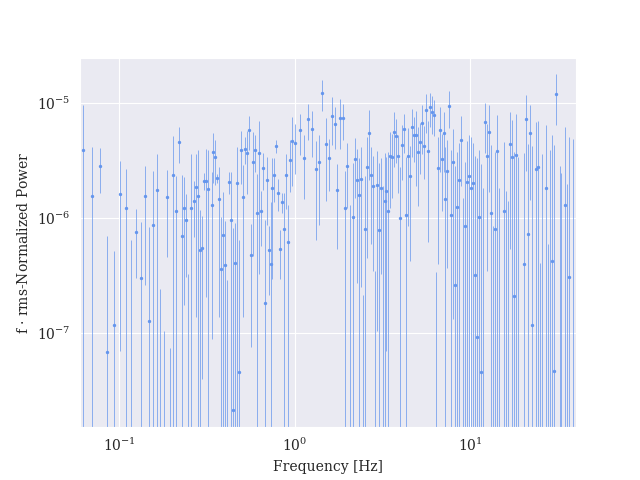 f · rms-Normalized Power
10⁻⁵
10⁻⁶
10⁻⁷
10⁻¹ 10⁰ 10¹
Frequency [Hz]